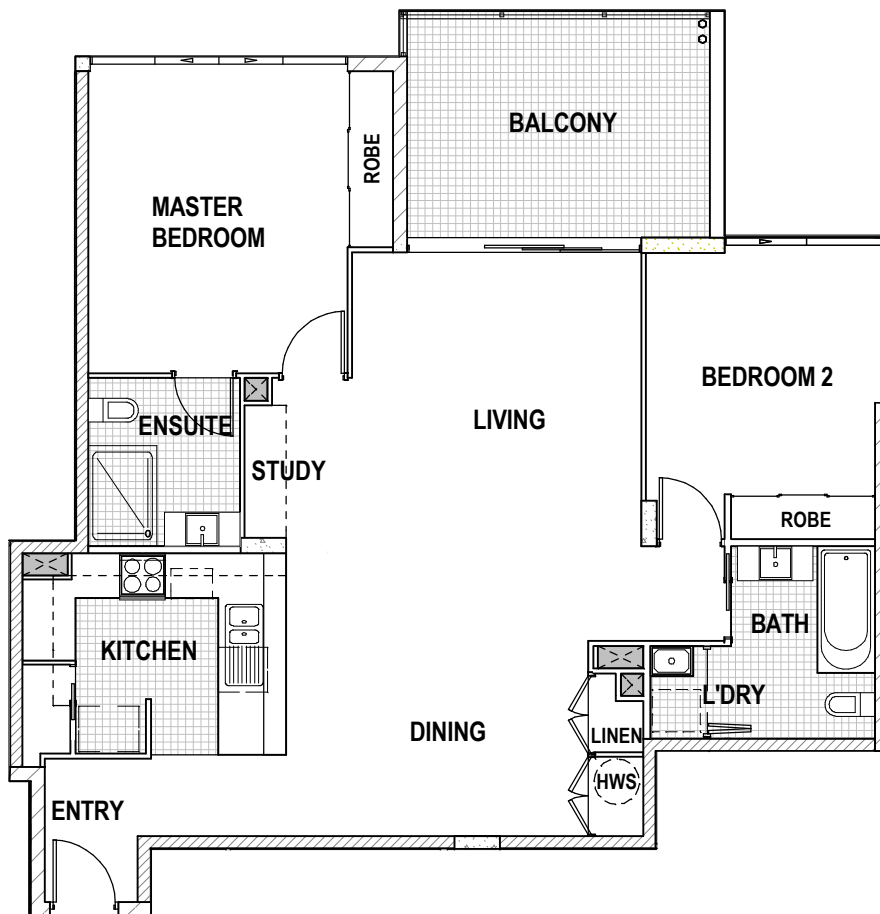 BALCONY
ROBE
MASTER
BEDROOM
BEDROOM 2
LIVING
ENSUITE
STUDY
ROBE
BATH
KITCHEN
L'DRY
DINING
LINEN
HWS
ENTRY